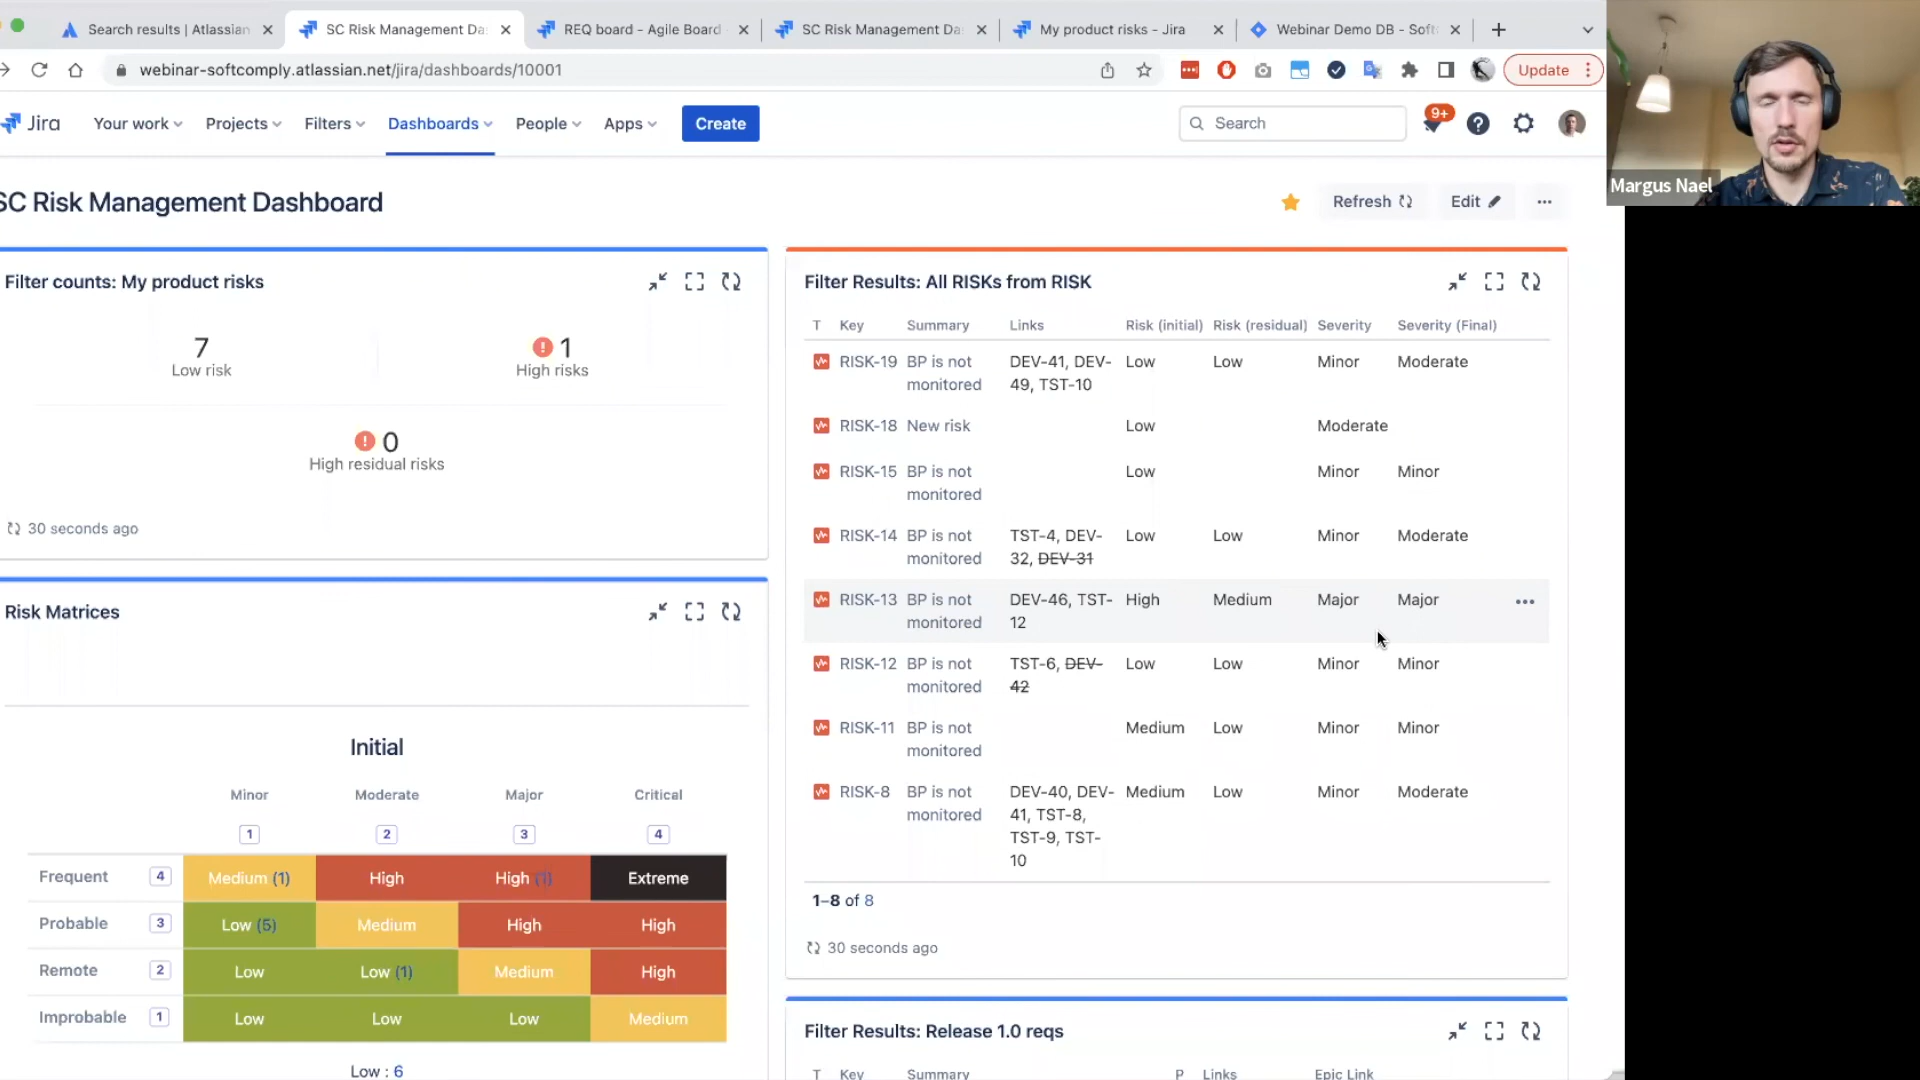 Search results | Atlassian
SC Risk Management Da
REQ board - Agile Board
SC Risk Management Da
My product risks - Jira
Webinar Demo DB - Soft
webinar-softcomply.atlassian.net/jira/dashboards/10001
Update
Jira
Your work
Projects
Filters
Dashboards
People
Apps
Create
Search
9+
Margus Nael
SC Risk Management Dashboard
Refresh
Edit
Filter counts: My product risks
7
Low risk
1
High risks
0
High residual risks
30 seconds ago
Risk Matrices
Initial
Minor Moderate Major Critical
1 2 3 4
Frequent 4 Medium (1) High High (1) Extreme
Probable 3 Low (5) Medium High High
Remote 2 Low Low (1) Medium High
Improbable 1 Low Low Low Medium
Low : 6
Filter Results: All RISKs from RISK
T Key Summary Links Risk (initial) Risk (residual) Severity Severity (Final)
RISK-19 BP is not DEV-41, DEV- Low Low Minor Moderate
monitored 49, TST-10
RISK-18 New risk Low Moderate
RISK-15 BP is not Low Minor Minor
monitored
RISK-14 BP is not TST-4, DEV- Low Low Minor Moderate
monitored 32, DEV-31
RISK-13 BP is not DEV-46, TST- High Medium Major Major
monitored 12
RISK-12 BP is not TST-6, DEV- Low Low Minor Minor
monitored 42
RISK-11 BP is not Medium Low Minor Minor
monitored
RISK-8 BP is not DEV-40, DEV- Medium Low Minor Moderate
monitored 41, TST-8,
TST-9, TST-
10
1–8 of 8
30 seconds ago
Filter Results: Release 1.0 reqs
T Key Summary P Links Epic Link